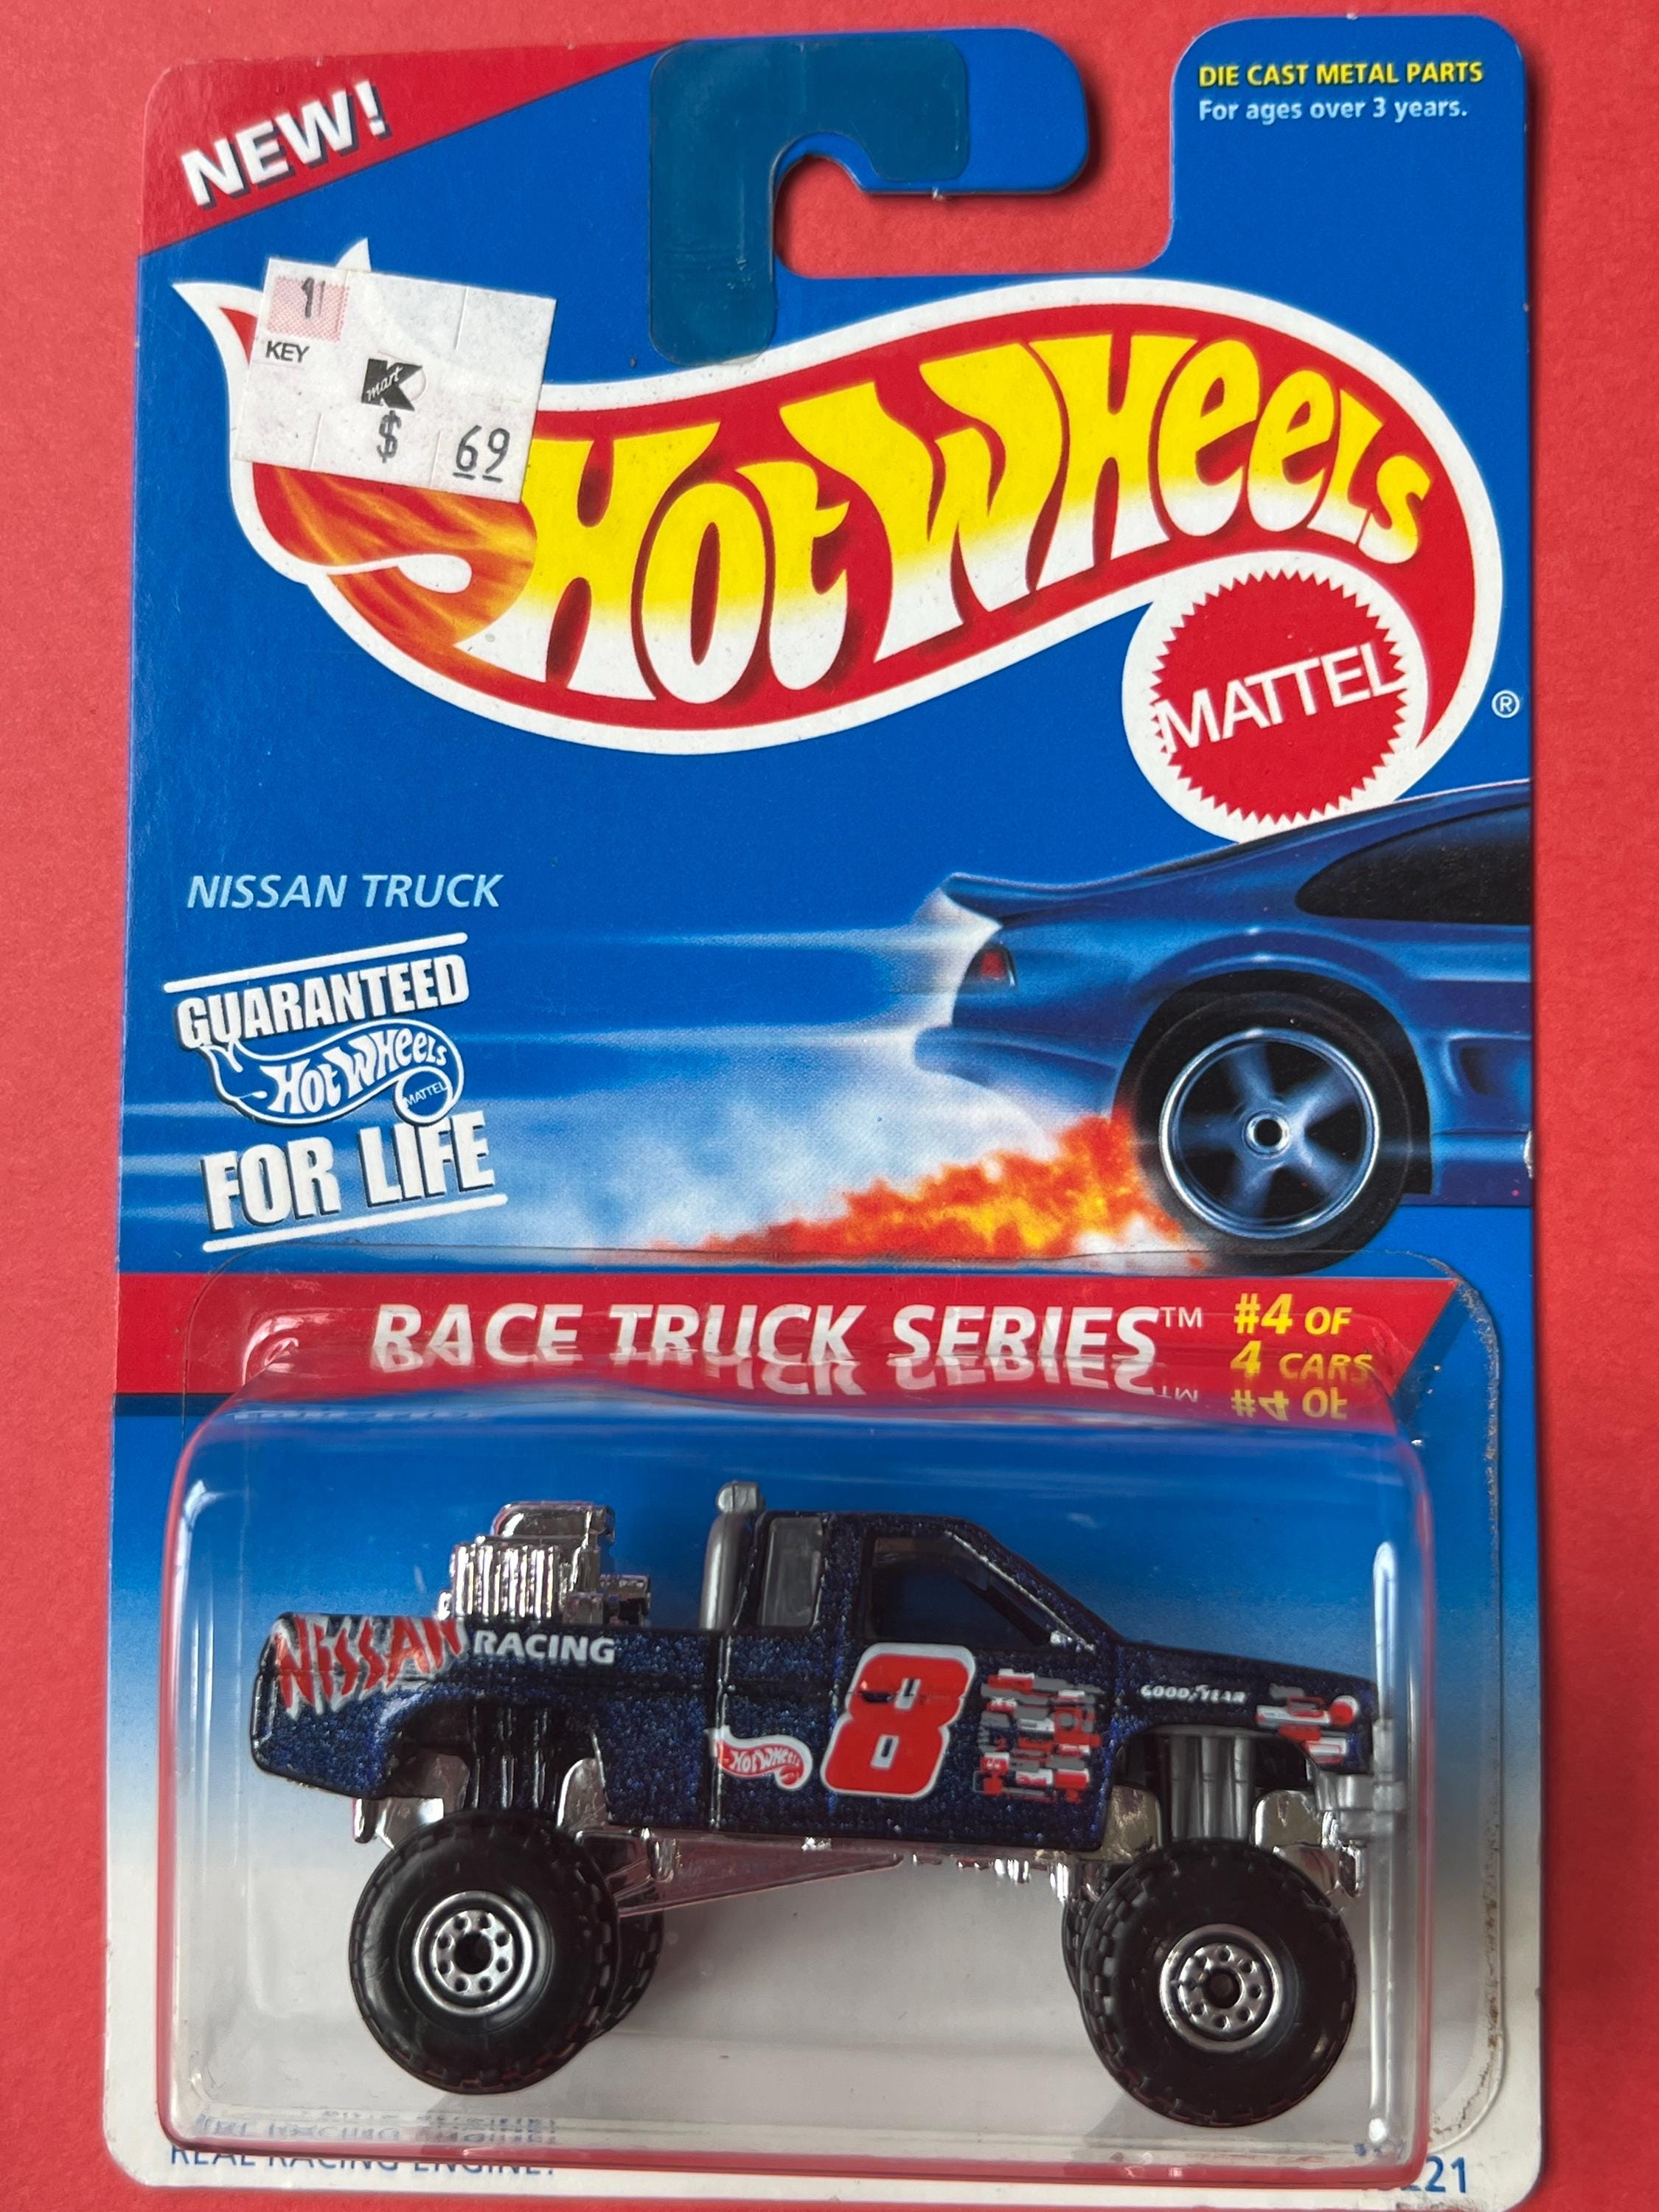 NEW!
DIE CAST METAL PARTS
For ages over 3 years.
91
KEY
Kmart
$ 69
HOT WHEELS
MATTEL
®
NISSAN TRUCK
GUARANTEED
HOT WHEELS
MATTEL
FOR LIFE
RACE TRUCK SERIES™ #4 OF
4 CARS
NISSAN RACING
8
GOODYEAR
HOT WHEELS
REAL RACING ENGINE!